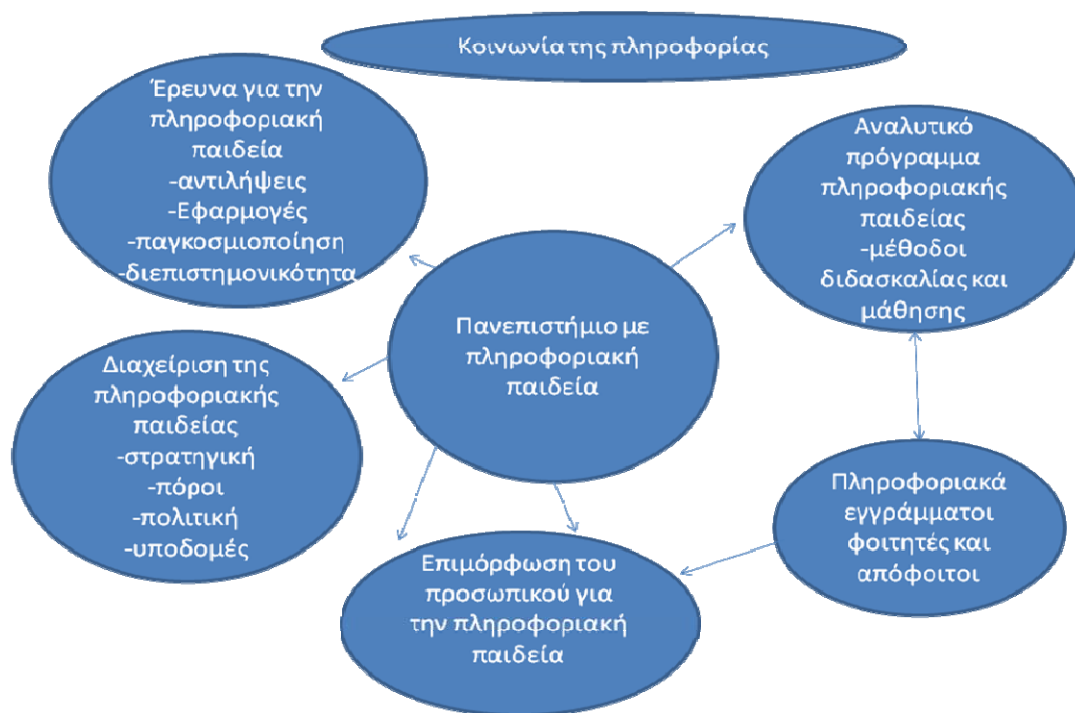 Κοινωνία της πληροφορίας
Έρευνα για την
πληροφοριακή
παιδεία
-αντιλήψεις
-Εφαρμογές
-παγκοσμιοποίηση
-διεπιστημονικότητα
Αναλυτικό
πρόγραμμα
πληροφοριακής
παιδείας
-μέθοδοι
διδασκαλίας και
μάθησης
Πανεπιστήμιο με
πληροφοριακή
παιδεία
Διαχείριση της
πληροφοριακής
παιδείας
-στρατηγική
-πόροι
-πολιτική
-υποδομές
Πληροφοριακά
εγγράμματοι
φοιτητές και
απόφοιτοι
Επιμόρφωση του
προσωπικού για
την πληροφοριακή
παιδεία